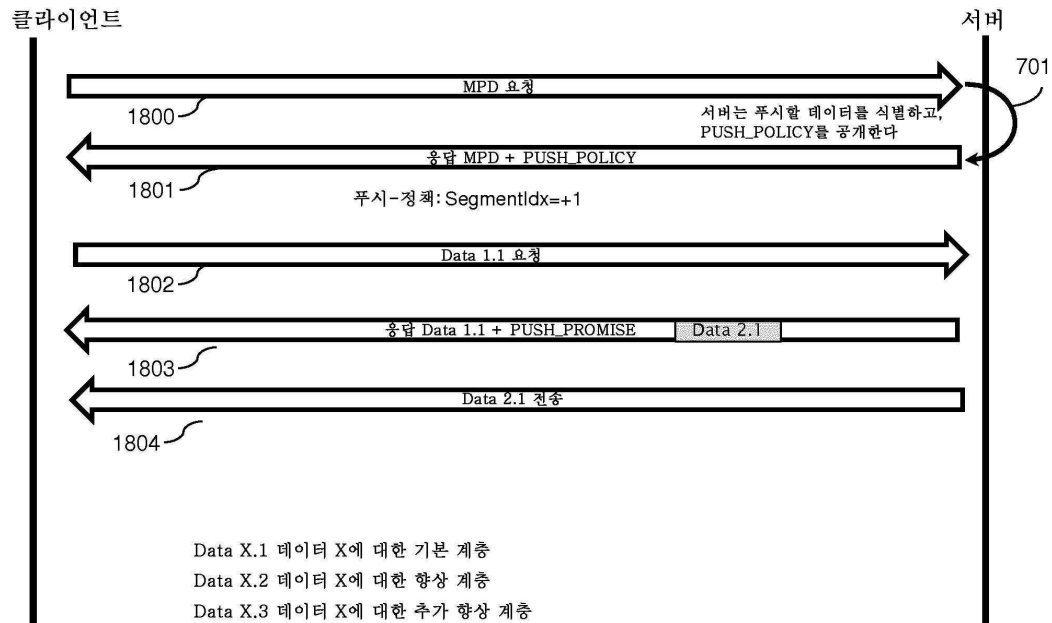 클라이언트
서버
MPD 요청
701
1800
서버는 푸시할 데이터를 식별하고,
PUSH_POLICY를 공개한다
응답 MPD + PUSH_POLICY
1801
푸시-정책: SegmentIdx=+1
Data 1.1 요청
1802
응답 Data 1.1 + PUSH_PROMISE Data 2.1
1803
Data 2.1 전송
1804
Data X.1 데이터 X에 대한 기본 계층
Data X.2 데이터 X에 대한 향상 계층
Data X.3 데이터 X에 대한 추가 향상 계층